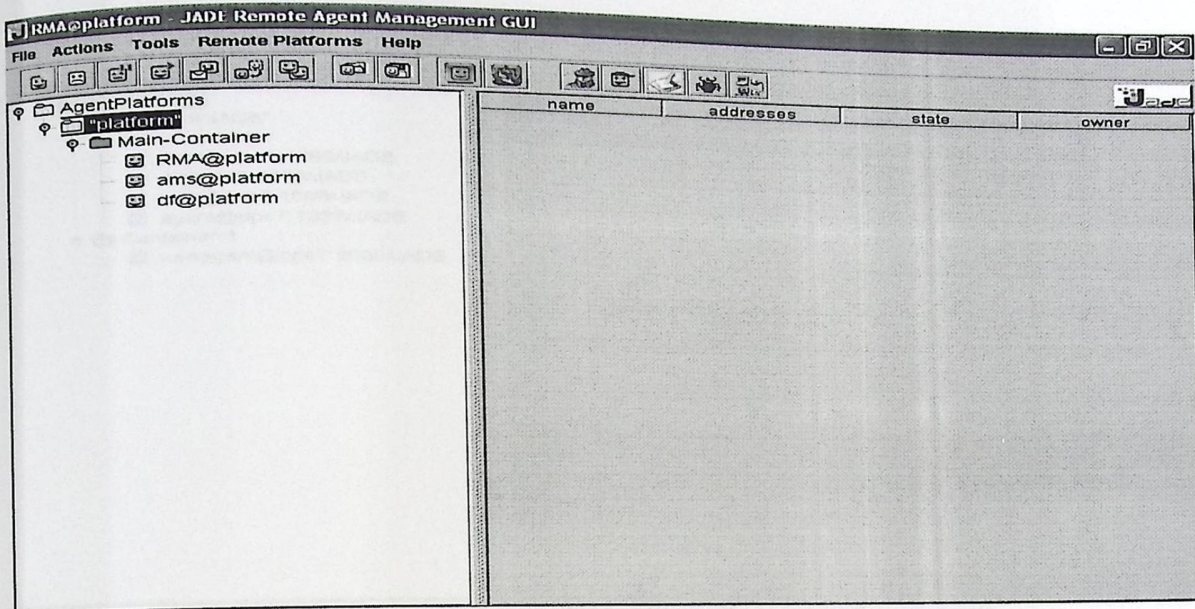 RMA@platform - JADE Remote Agent Management GUI
File Actions Tools Remote Platforms Help
Jade
AgentPlatforms
"platform"
Main-Container
RMA@platform
ams@platform
df@platform
name addresses state owner